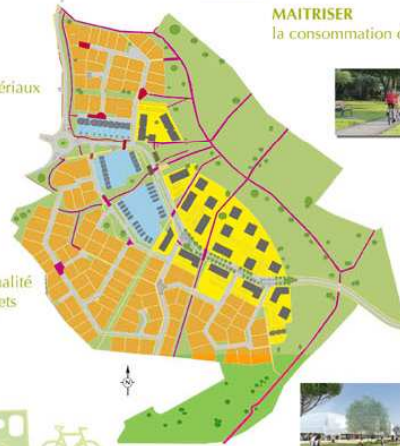 MAITRISER
la consommation
ériaux
alité
ets
N